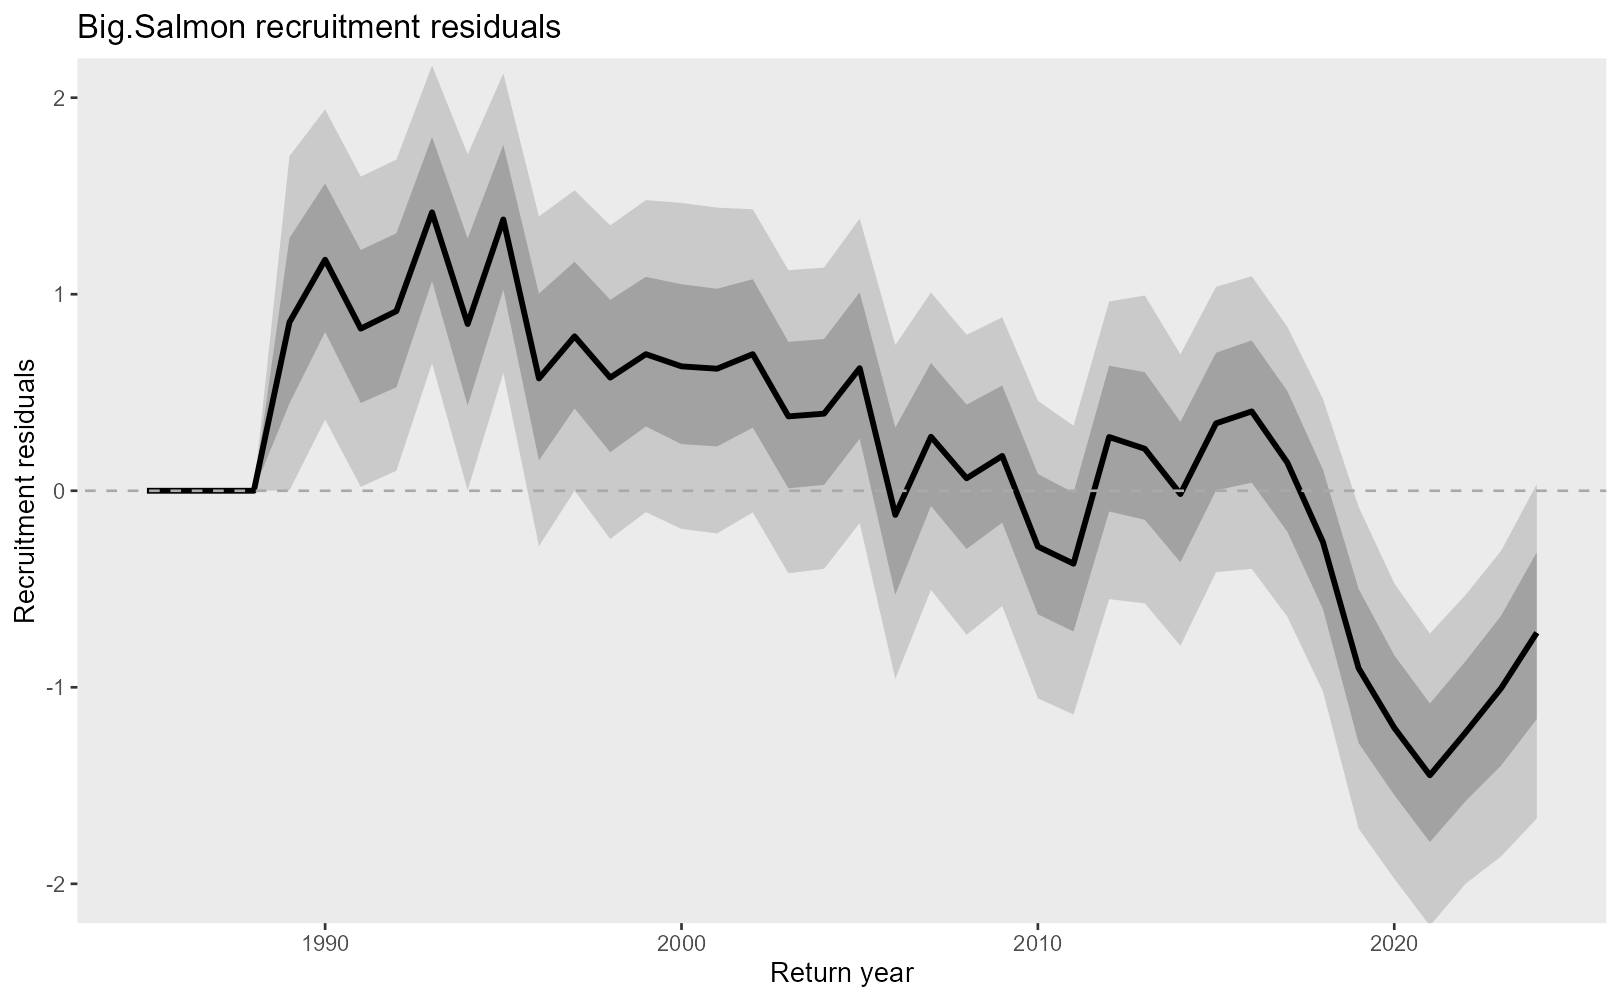 Big.Salmon recruitment residuals
Recruitment residuals
2
1
0
-1
-2
1990 2000 2010 2020
Return year